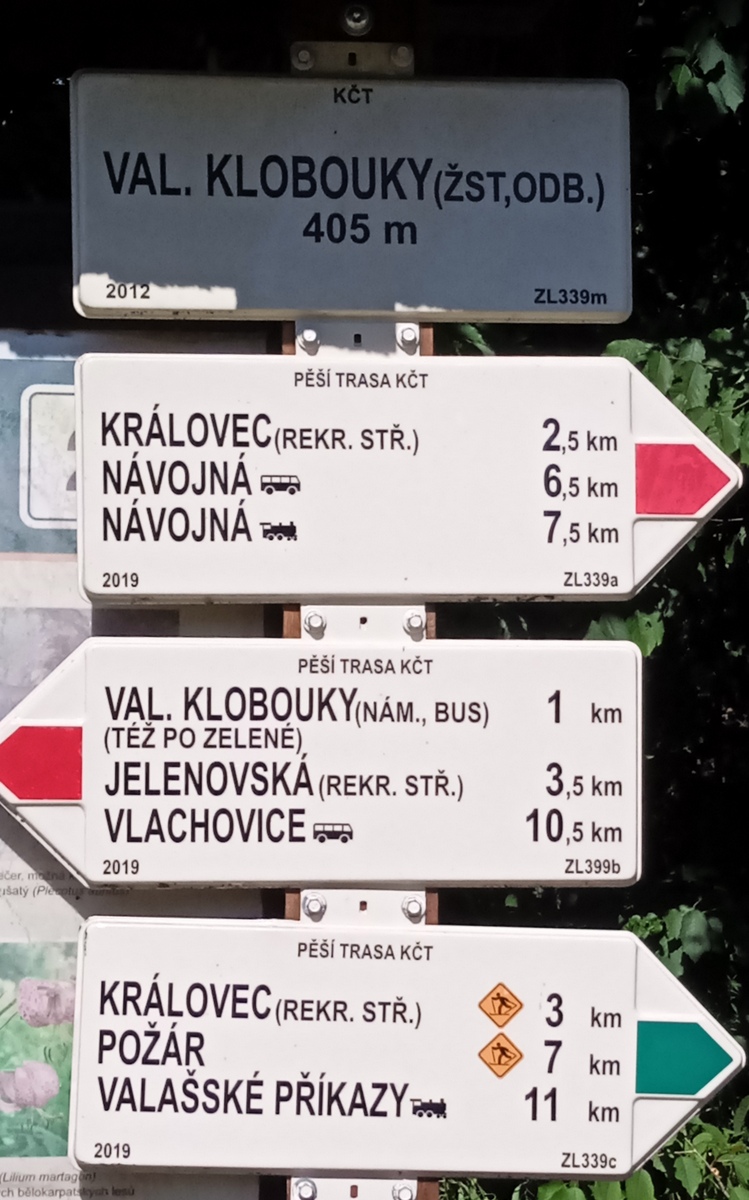 KČT
VAL. KLOBOUKY(ŽST,ODB.)
405 m
2012 ZL339m
PĚŠÍ TRASA KČT
KRÁLOVEC(REKR. STŘ.) 2,5 km
NÁVOJNÁ 6,5 km
NÁVOJNÁ 7,5 km
2019 ZL339a
PĚŠÍ TRASA KČT
VAL. KLOBOUKY(NÁM., BUS) 1 km
(TÉŽ PO ZELENÉ)
JELENOVSKÁ(REKR. STŘ.) 3,5 km
VLACHOVICE 10,5 km
2019 ZL399b
PĚŠÍ TRASA KČT
KRÁLOVEC(REKR. STŘ.) 3 km
POŽÁR 7 km
VALAŠSKÉ PŘÍKAZY 11 km
2019 ZL339c
(Lilium martagon)